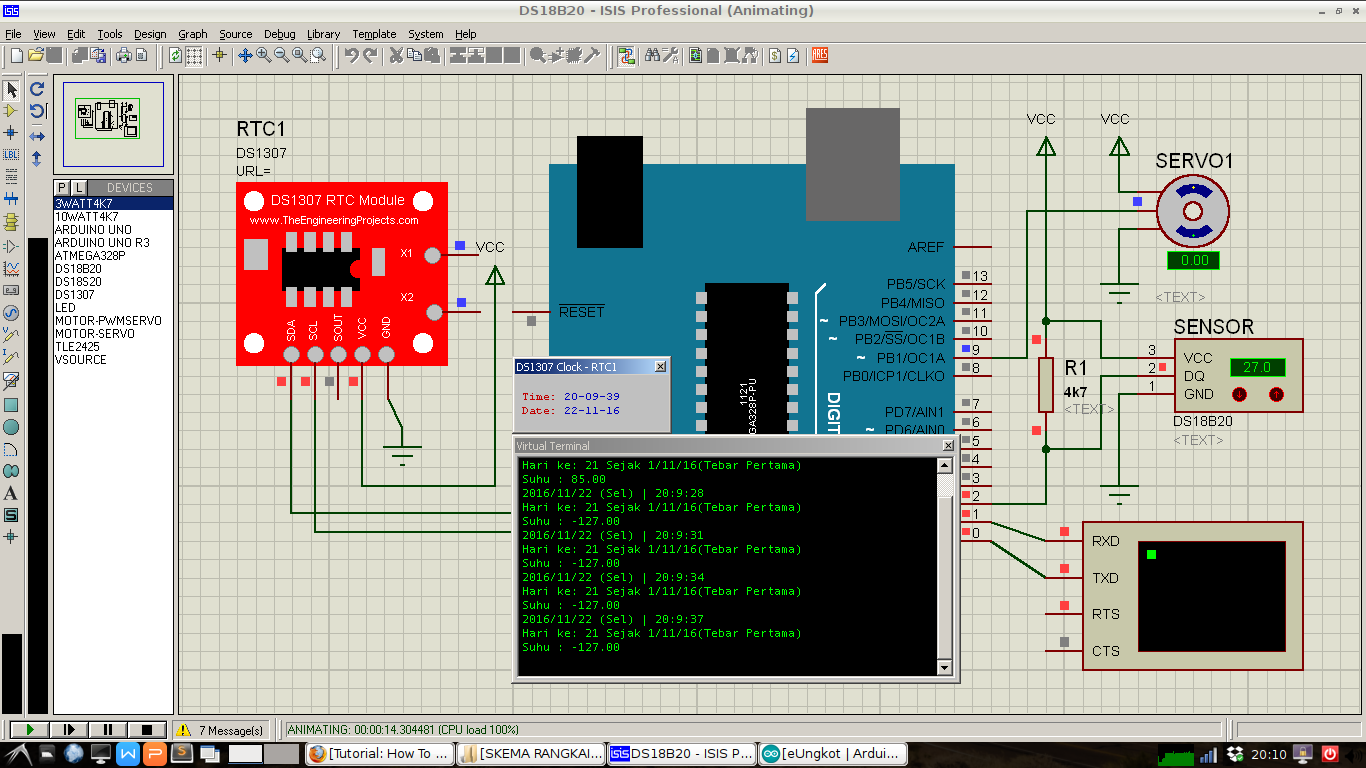 DS18B20 - ISIS Professional (Animating)
File View Edit Tools Design Graph Source Debug Library Template System Help
ARES
LBL
P L DEVICES
3WATT4K7
10WATT4K7
ARDUINO UNO
ARDUINO UNO R3
ATMEGA328P
DS18B20
DS18S20
DS1307
LED
MOTOR-PWMSERVO
MOTOR-SERVO
TLE2425
VSOURCE
RTC1
DS1307
URL=
DS1307 RTC Module
www.TheEngineeringProjects.com
X1
X2
SDA
SCL
SOUT
VCC
GND
VCC
RESET
1121
GA328P-PU
DIGIT
AREF
PB5/SCK 13
PB4/MISO 12
~ PB3/MOSI/OC2A 11
~ PB2/SS/OC1B 10
~ PB1/OC1A 9
PB0/ICP1/CLKO 8
PD7/AIN1 7
~ PD6/AIN0 6
5
4
3
2
1
0
VCC
VCC
SERVO1
0.00
<TEXT>
R1
4k7
<TEXT>
SENSOR
3 VCC
2 DQ
1 GND
27.0
DS18B20
<TEXT>
RXD
TXD
RTS
CTS
DS1307 Clock - RTC1
Time: 20-09-39
Date: 22-11-16
Virtual Terminal
Hari ke: 21 Sejak 1/11/16(Tebar Pertama)
Suhu : 85.00
2016/11/22 (Sel) | 20:9:28
Hari ke: 21 Sejak 1/11/16(Tebar Pertama)
Suhu : -127.00
2016/11/22 (Sel) | 20:9:31
Hari ke: 21 Sejak 1/11/16(Tebar Pertama)
Suhu : -127.00
2016/11/22 (Sel) | 20:9:34
Hari ke: 21 Sejak 1/11/16(Tebar Pertama)
Suhu : -127.00
2016/11/22 (Sel) | 20:9:37
Hari ke: 21 Sejak 1/11/16(Tebar Pertama)
Suhu : -127.00
7 Message(s)
ANIMATING: 00:00:14.304481 (CPU load 100%)
[Tutorial: How To ...
[SKEMA RANGKAI...
DS18B20 - ISIS P...
[eUngkot | Ardui...
20:10